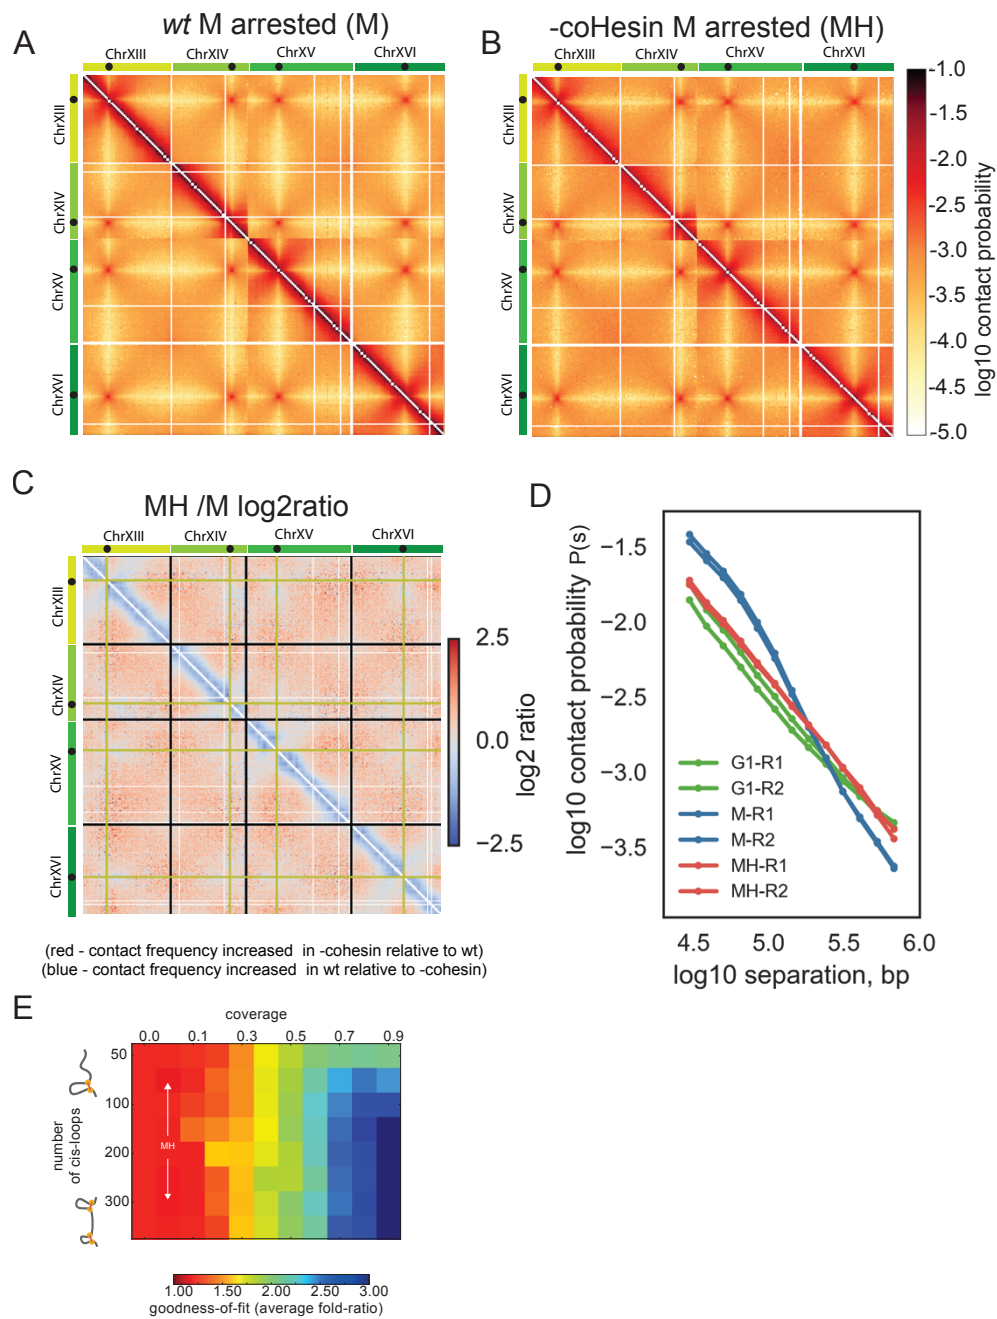 A
wt M arrested (M)
ChrXIII ChrXIV ChrXV ChrXVI
ChrXIII
ChrXIV
ChrXV
ChrXVI
B
-coHesin M arrested (MH)
ChrXIII ChrXIV ChrXV ChrXVI
ChrXIII
ChrXIV
ChrXV
ChrXVI
-1.0
-1.5
-2.0
-2.5
-3.0
-3.5
-4.0
-4.5
-5.0
log10 contact probability
C
MH /M log2ratio
ChrXIII ChrXIV ChrXV ChrXVI
ChrXIII
ChrXIV
ChrXV
ChrXVI
2.5
0.0
−2.5
log2 ratio
(red - contact frequency increased in -cohesin relative to wt)
(blue - contact frequency increased in wt relative to -cohesin)
D
log10 contact probability P(s)
−1.5
−2.0
−2.5
−3.0
−3.5
G1-R1
G1-R2
M-R1
M-R2
MH-R1
MH-R2
4.5 5.0 5.5 6.0
log10 separation, bp
E
coverage
0.0 0.1 0.3 0.5 0.7 0.9
number
of cis-loops
50
100
200
300
MH
1.00 1.50 2.00 2.50 3.00
goodness-of-fit (average fold-ratio)